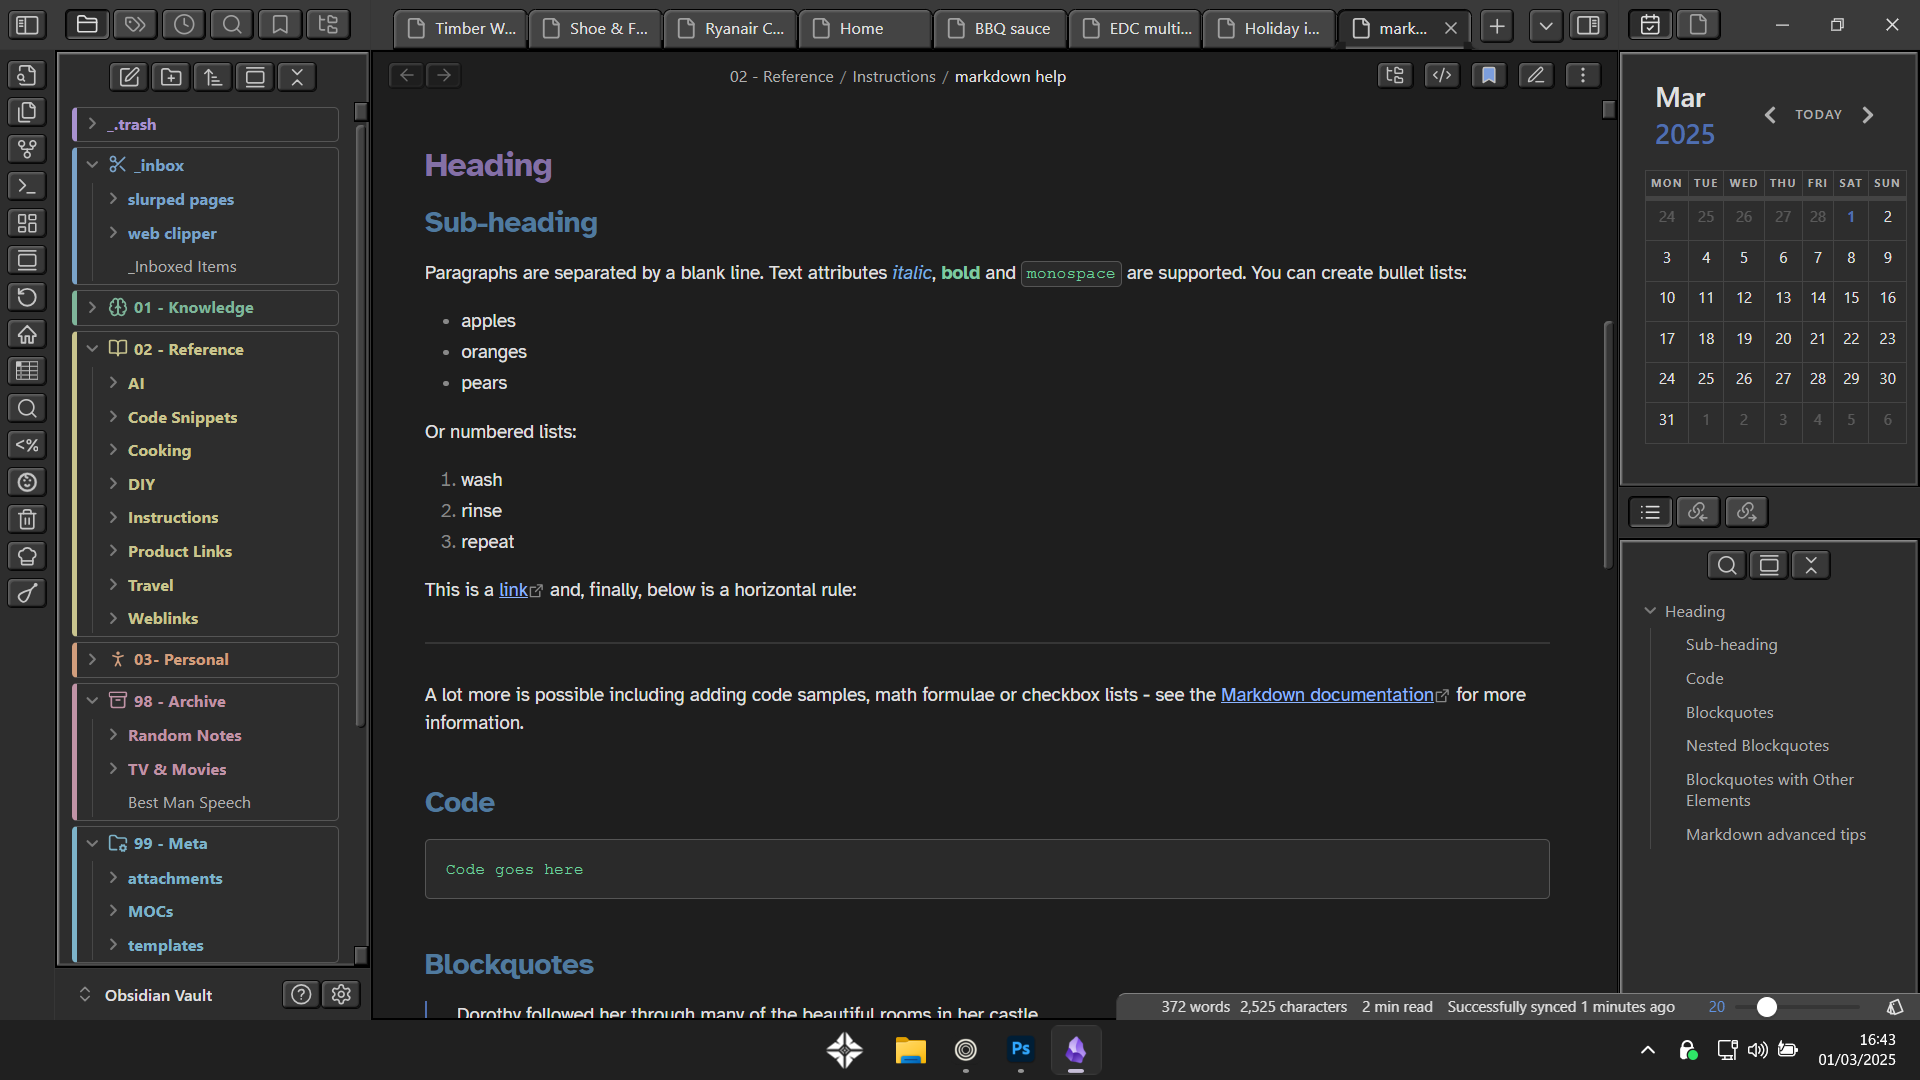 Timber W...
Shoe & F...
Ryanair C...
Home
BBQ sauce
EDC multi...
Holiday i...
mark...
_.trash
_inbox
slurped pages
web clipper
_Inboxed Items
01 - Knowledge
02 - Reference
AI
Code Snippets
Cooking
DIY
Instructions
Product Links
Travel
Weblinks
03- Personal
98 - Archive
Random Notes
TV & Movies
Best Man Speech
99 - Meta
attachments
MOCs
templates
Obsidian Vault
<%
02 - Reference / Instructions / markdown help
Heading
Sub-heading
Paragraphs are separated by a blank line. Text attributes italic, bold and monospace are supported. You can create bullet lists:
apples
oranges
pears
Or numbered lists:
1. wash
2. rinse
3. repeat
This is a link and, finally, below is a horizontal rule:
A lot more is possible including adding code samples, math formulae or checkbox lists - see the Markdown documentation for more
information.
Code
Code goes here
Blockquotes
Dorothy followed her through many of the beautiful rooms in her castle.
Mar
2025
TODAY
MON TUE WED THU FRI SAT SUN
24 25 26 27 28 1 2
3 4 5 6 7 8 9
10 11 12 13 14 15 16
17 18 19 20 21 22 23
24 25 26 27 28 29 30
31 1 2 3 4 5 6
Heading
Sub-heading
Code
Blockquotes
Nested Blockquotes
Blockquotes with Other
Elements
Markdown advanced tips
372 words 2,525 characters 2 min read Successfully synced 1 minutes ago 20
Ps
16:43
01/03/2025